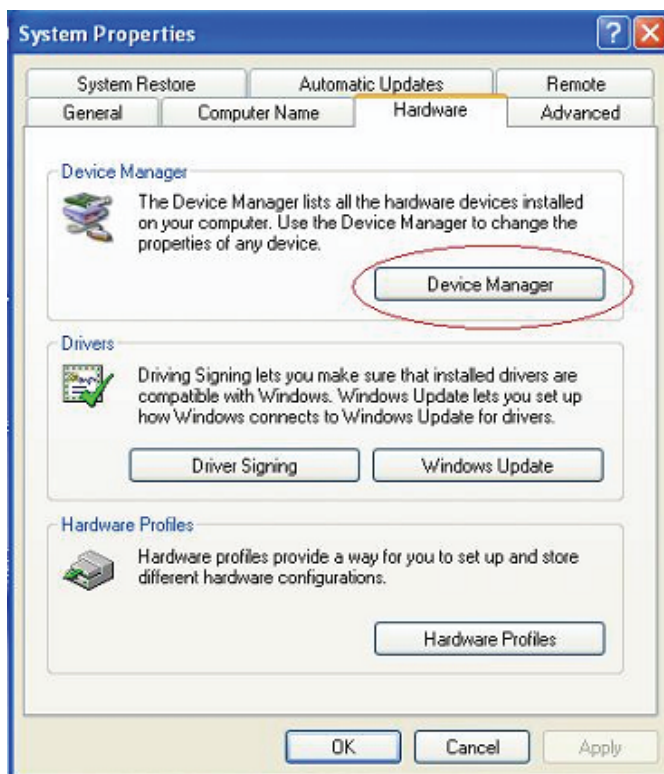 System Properties
System Restore Automatic Updates Remote
General Computer Name Hardware Advanced
Device Manager
The Device Manager lists all the hardware devices installed
on your computer. Use the Device Manager to change the
properties of any device.
Device Manager
Drivers
Driving Signing lets you make sure that installed drivers are
compatible with Windows. Windows Update lets you set up
how Windows connects to Windows Update for drivers.
Driver Signing Windows Update
Hardware Profiles
Hardware profiles provide a way for you to set up and store
different hardware configurations.
Hardware Profiles
OK Cancel Apply